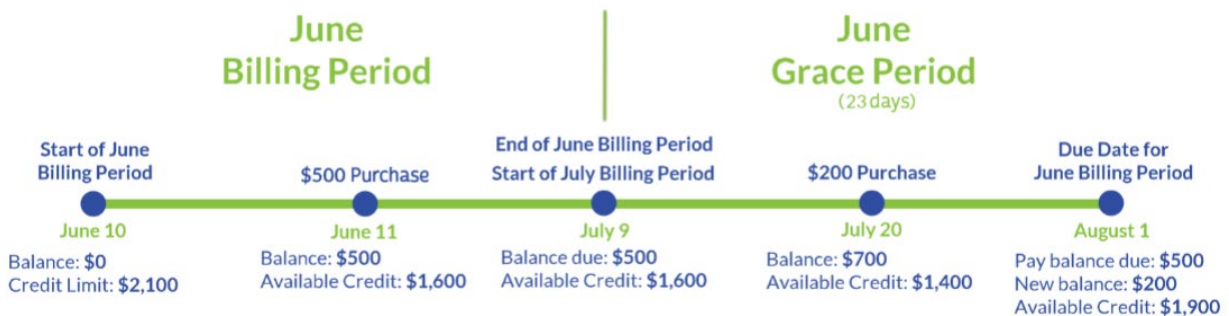 June
Billing Period
June
Grace Period
(23 days)
Start of June
Billing Period
$500 Purchase
End of June Billing Period
Start of July Billing Period
$200 Purchase
Due Date for
June Billing Period
June 10
June 11
July 9
July 20
August 1
Balance: $0
Credit Limit: $2,100
Balance: $500
Available Credit: $1,600
Balance due: $500
Available Credit: $1,600
Balance: $700
Available Credit: $1,400
Pay balance due: $500
New balance: $200
Available Credit: $1,900